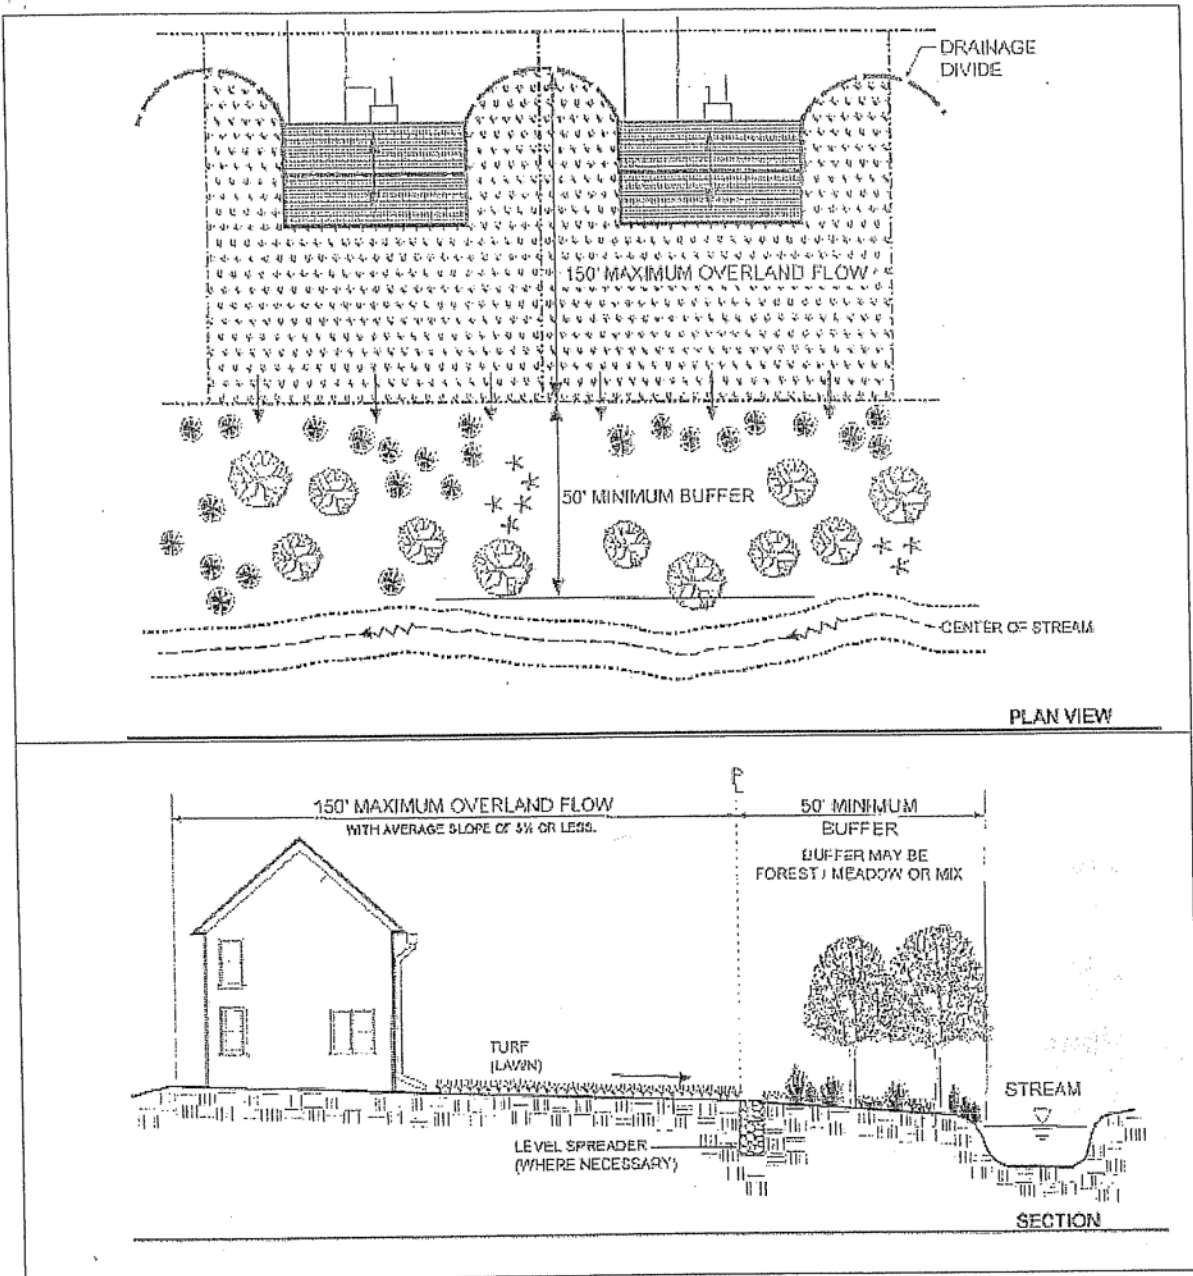 DRAINAGE
DIVIDE
150' MAXIMUM OVERLAND FLOW
50' MINIMUM BUFFER
CENTER OF STREAM
PLAN VIEW
150' MAXIMUM OVERLAND FLOW
WITH AVERAGE SLOPE OF 5% OR LESS.
50' MINIMUM
BUFFER
BUFFER MAY BE
FOREST / MEADOW OR MIX
TURF
(LAWN)
STREAM
LEVEL SPREADER
(WHERE NECESSARY)
SECTION